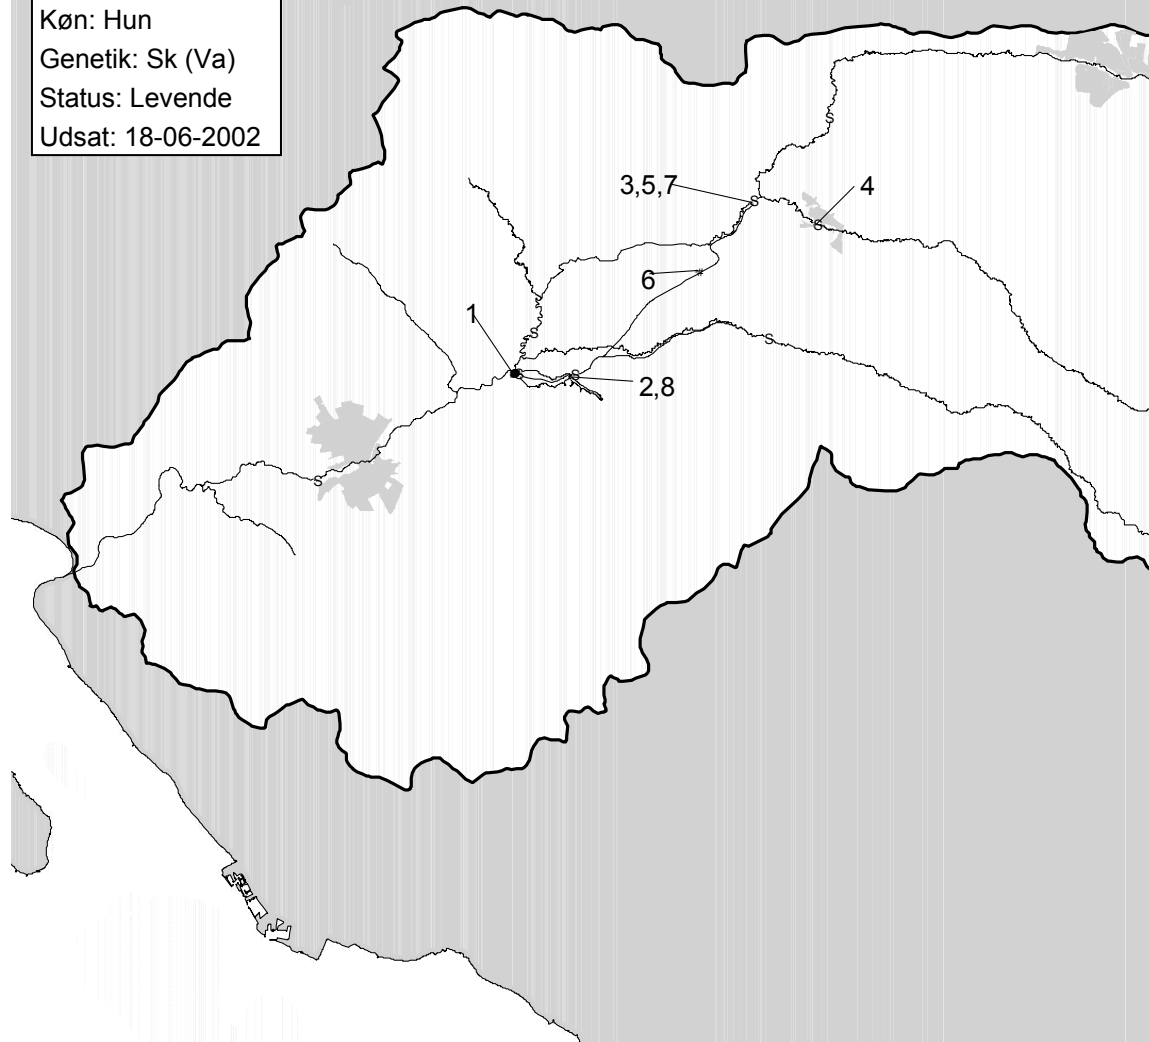 Køn: Hun
Genetik: Sk (Va)
Status: Levende
Udsat: 18-06-2002
S
3,5,7
S
4
S
6
*
1
S
S
S
S
2,8
S